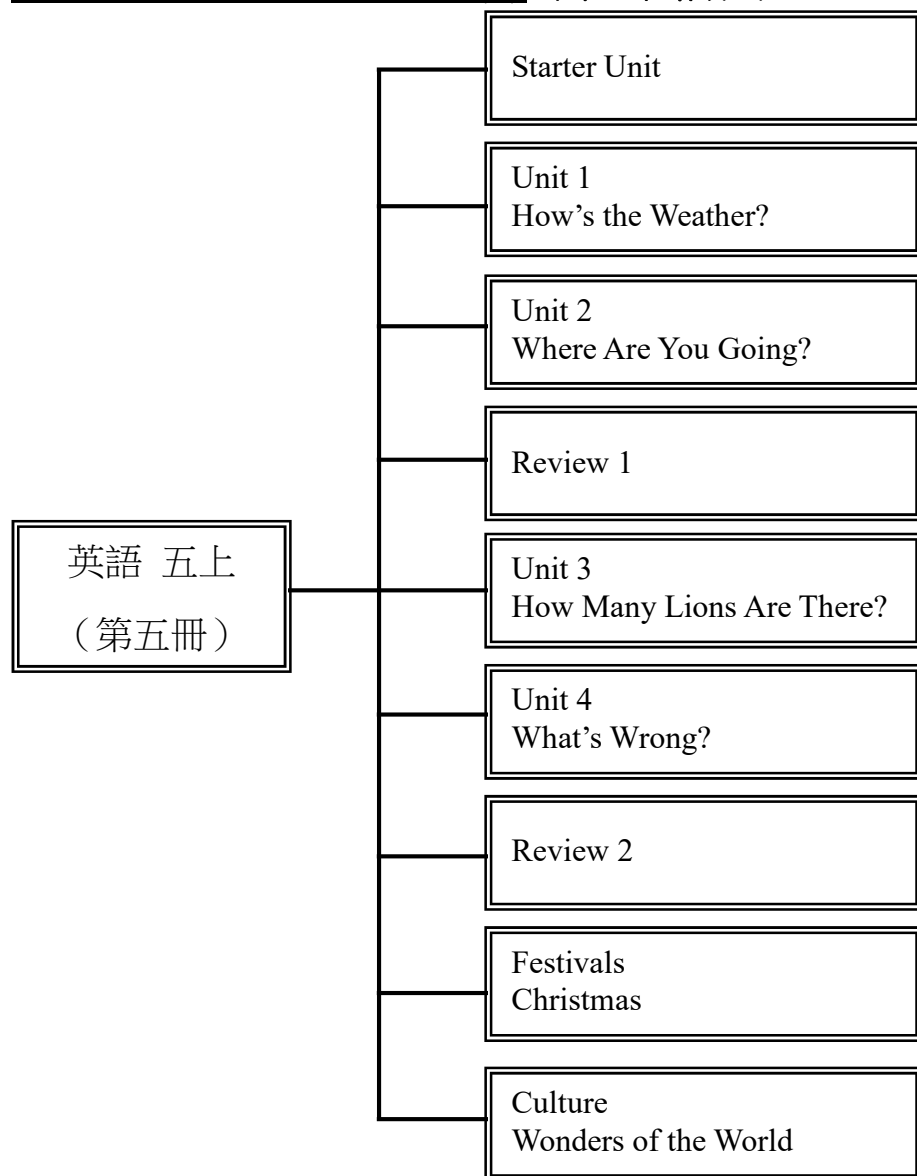 Starter Unit
Unit 1
How’s the Weather?
Unit 2
Where Are You Going?
Review 1
英語 五上
（第五冊）
Unit 3
How Many Lions Are There?
Unit 4
What’s Wrong?
Review 2
Festivals
Christmas
Culture
Wonders of the World